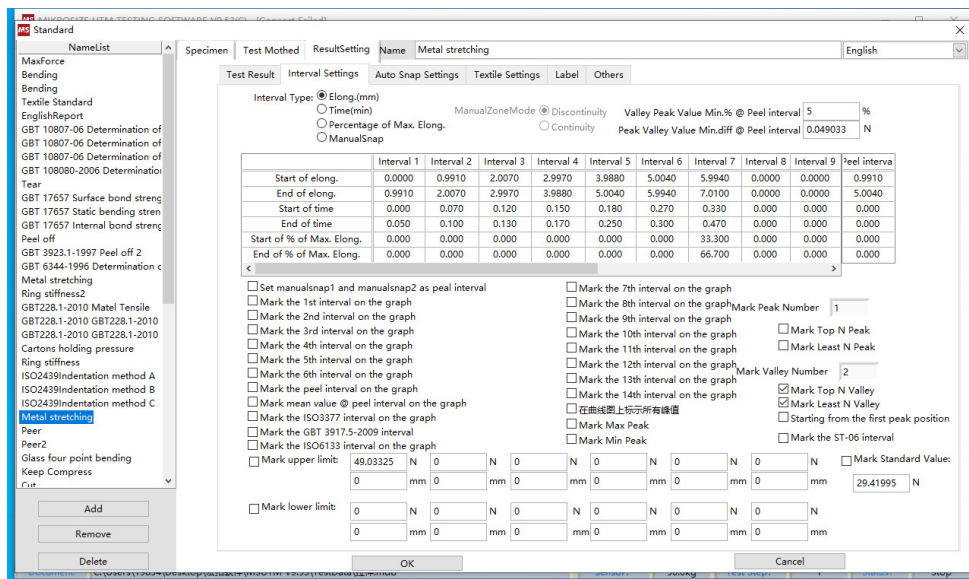 MIKROSIZE UTM TESTING SOFTWARE V9.53(C) - [Connect Failed]
MS Standard
NameList
MaxForce
Bending
Bending
Textile Standard
EnglishReport
GBT 10807-06 Determination of
GBT 10807-06 Determination of
GBT 10807-06 Determination of
GBT 108080-2006 Determination
Tear
GBT 17657 Surface bond streng
GBT 17657 Static bending stren
GBT 17657 Internal bond streng
Peel off
GBT 3923.1-1997 Peel off 2
GBT 6344-1996 Determination c
Metal stretching
Ring stiffness2
GBT228.1-2010 Matel Tensile
GBT228.1-2010 GBT228.1-2010
GBT228.1-2010 GBT228.1-2010
Cartons holding pressure
Ring stiffness
ISO2439Indentation method A
ISO2439Indentation method B
ISO2439Indentation method C
Metal stretching
Peer
Peer2
Glass four point bending
Keep Compress
Cut
Add
Remove
Delete
Specimen Test Mothed ResultSetting Name Metal stretching English
Test Result Interval Settings Auto Snap Settings Textile Settings Label Others
Interval Type: Elong.(mm)
Time(min)
Percentage of Max. Elong.
ManualSnap
ManualZoneMode Discontinuity
Continuity
Valley Peak Value Min.% @ Peel interval 5 %
Peak Valley Value Min.diff @ Peel interval 0.049033 N
Interval 1 Interval 2 Interval 3 Interval 4 Interval 5 Interval 6 Interval 7 Interval 8 Interval 9 Peel interva
Start of elong. 0.0000 0.9910 2.0070 2.9970 3.9880 5.0040 5.9940 0.0000 0.0000 0.9910
End of elong. 0.9910 2.0070 2.9970 3.9880 5.0040 5.9940 7.0100 0.0000 0.0000 5.0040
Start of time 0.000 0.070 0.120 0.150 0.180 0.270 0.330 0.000 0.000 0.000
End of time 0.050 0.100 0.130 0.170 0.250 0.300 0.470 0.000 0.000 0.000
Start of % of Max. Elong. 0.000 0.000 0.000 0.000 0.000 0.000 33.300 0.000 0.000 0.000
End of % of Max. Elong. 0.000 0.000 0.000 0.000 0.000 0.000 66.700 0.000 0.000 0.000
Set manualsnap1 and manualsnap2 as peal interval
Mark the 1st interval on the graph
Mark the 2nd interval on the graph
Mark the 3rd interval on the graph
Mark the 4th interval on the graph
Mark the 5th interval on the graph
Mark the 6th interval on the graph
Mark the peel interval on the graph
Mark mean value @ peel interval on the graph
Mark the ISO3377 interval on the graph
Mark the GBT 3917.5-2009 interval
Mark the ISO6133 interval on the graph
Mark the 7th interval on the graph
Mark the 8th interval on the graph
Mark the 9th interval on the graph
Mark the 10th interval on the graph
Mark the 11th interval on the graph
Mark the 12th interval on the graph
Mark the 13th interval on the graph
Mark the 14th interval on the graph
在曲线图上标示所有峰值
Mark Max Peak
Mark Min Peak
Mark Peak Number 1
Mark Top N Peak
Mark Least N Peak
Mark Valley Number 2
Mark Top N Valley
Mark Least N Valley
Starting from the first peak position
Mark the ST-06 interval
Mark upper limit: 49.03325 N 0 N 0 N 0 N 0 N 0 N
0 mm 0 mm 0 mm 0 mm 0 mm 0 mm
Mark Standard Value:
29.41995 N
Mark lower limit: 0 N 0 N 0 N 0 N 0 N 0 N
0 mm 0 mm 0 mm 0 mm 0 mm 0 mm
OK Cancel